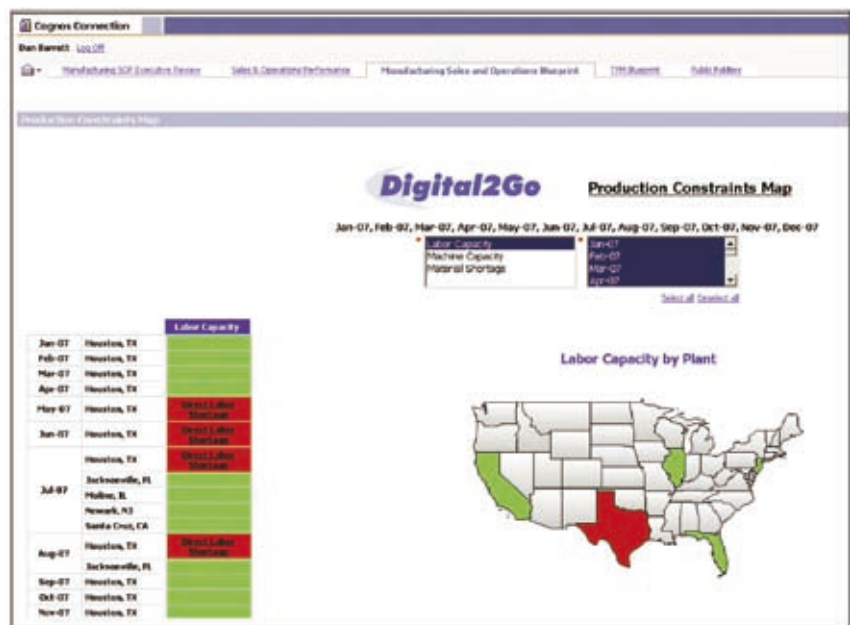 Cognos Connection
Dan Barrett Log Off
Manufacturing SOP Executive Review Sales & Operations Performance Manufacturing Sales and Operations Blueprint Blueprint Public Folders
Production Constraints Map
Digital2Go Production Constraints Map
Jan-07, Feb-07, Mar-07, Apr-07, May-07, Jun-07, Jul-07, Aug-07, Sep-07, Oct-07, Nov-07, Dec-07
Labor Capacity
Machine Capacity
Material Shortage
Jan-07
Feb-07
Mar-07
Apr-07
Select all Deselect all
Labor Capacity
Jan-07 Houston, TX
Feb-07 Houston, TX
Mar-07 Houston, TX
Apr-07 Houston, TX
May-07 Houston, TX Direct Labor
Shortage
Jun-07 Houston, TX Direct Labor
Shortage
Jul-07 Houston, TX Direct Labor
Shortage
Jacksonville, FL
Moline, IL
Newark, NJ
Santa Cruz, CA
Aug-07 Houston, TX Direct Labor
Shortage
Jacksonville, FL
Sep-07 Houston, TX
Oct-07 Houston, TX
Nov-07 Houston, TX
Labor Capacity by Plant